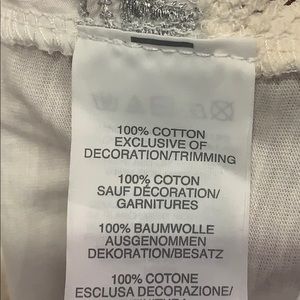 100% COTTON
EXCLUSIVE OF
DECORATION/TRIMMING
100% COTON
SAUF DÉCORATION/
GARNITURES
100% BAUMWOLLE
AUSGENOMMEN
DEKORATION/BESATZ
100% COTONE
ESCLUSA DECORAZIONE/